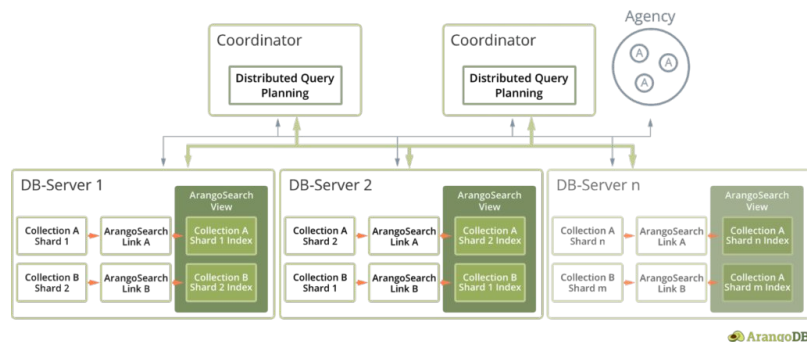 Agency
Coordinator
Distributed Query
Planning
Coordinator
Distributed Query
Planning
A
A
A
DB-Server 1
ArangoSearch
View
Collection A
Shard 1
ArangoSearch
Link A
Collection A
Shard 1 Index
Collection B
Shard 2
ArangoSearch
Link B
Collection B
Shard 2 Index
DB-Server 2
ArangoSearch
View
Collection A
Shard 2
ArangoSearch
Link A
Collection A
Shard 2 Index
Collection B
Shard 1
ArangoSearch
Link B
Collection B
Shard 1 Index
DB-Server n
ArangoSearch
View
Collection A
Shard n
ArangoSearch
Link A
Collection A
Shard n Index
Collection B
Shard m
ArangoSearch
Link B
Collection A
Shard m Index
ArangoDB